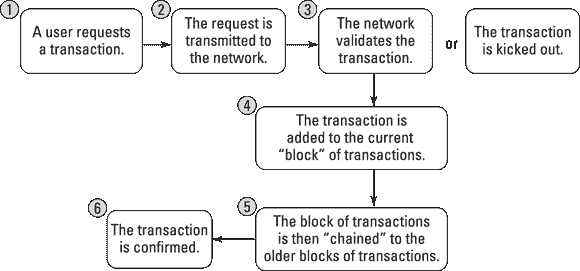 1
A user requests
a transaction.
2
The request is
transmitted to
the network.
3
The network
validates the
transaction.
or
The transaction
is kicked out.
4
The transaction is
added to the current
“block” of transactions.
5
The block of transactions
is then “chained” to the
older blocks of transactions.
6
The transaction
is confirmed.